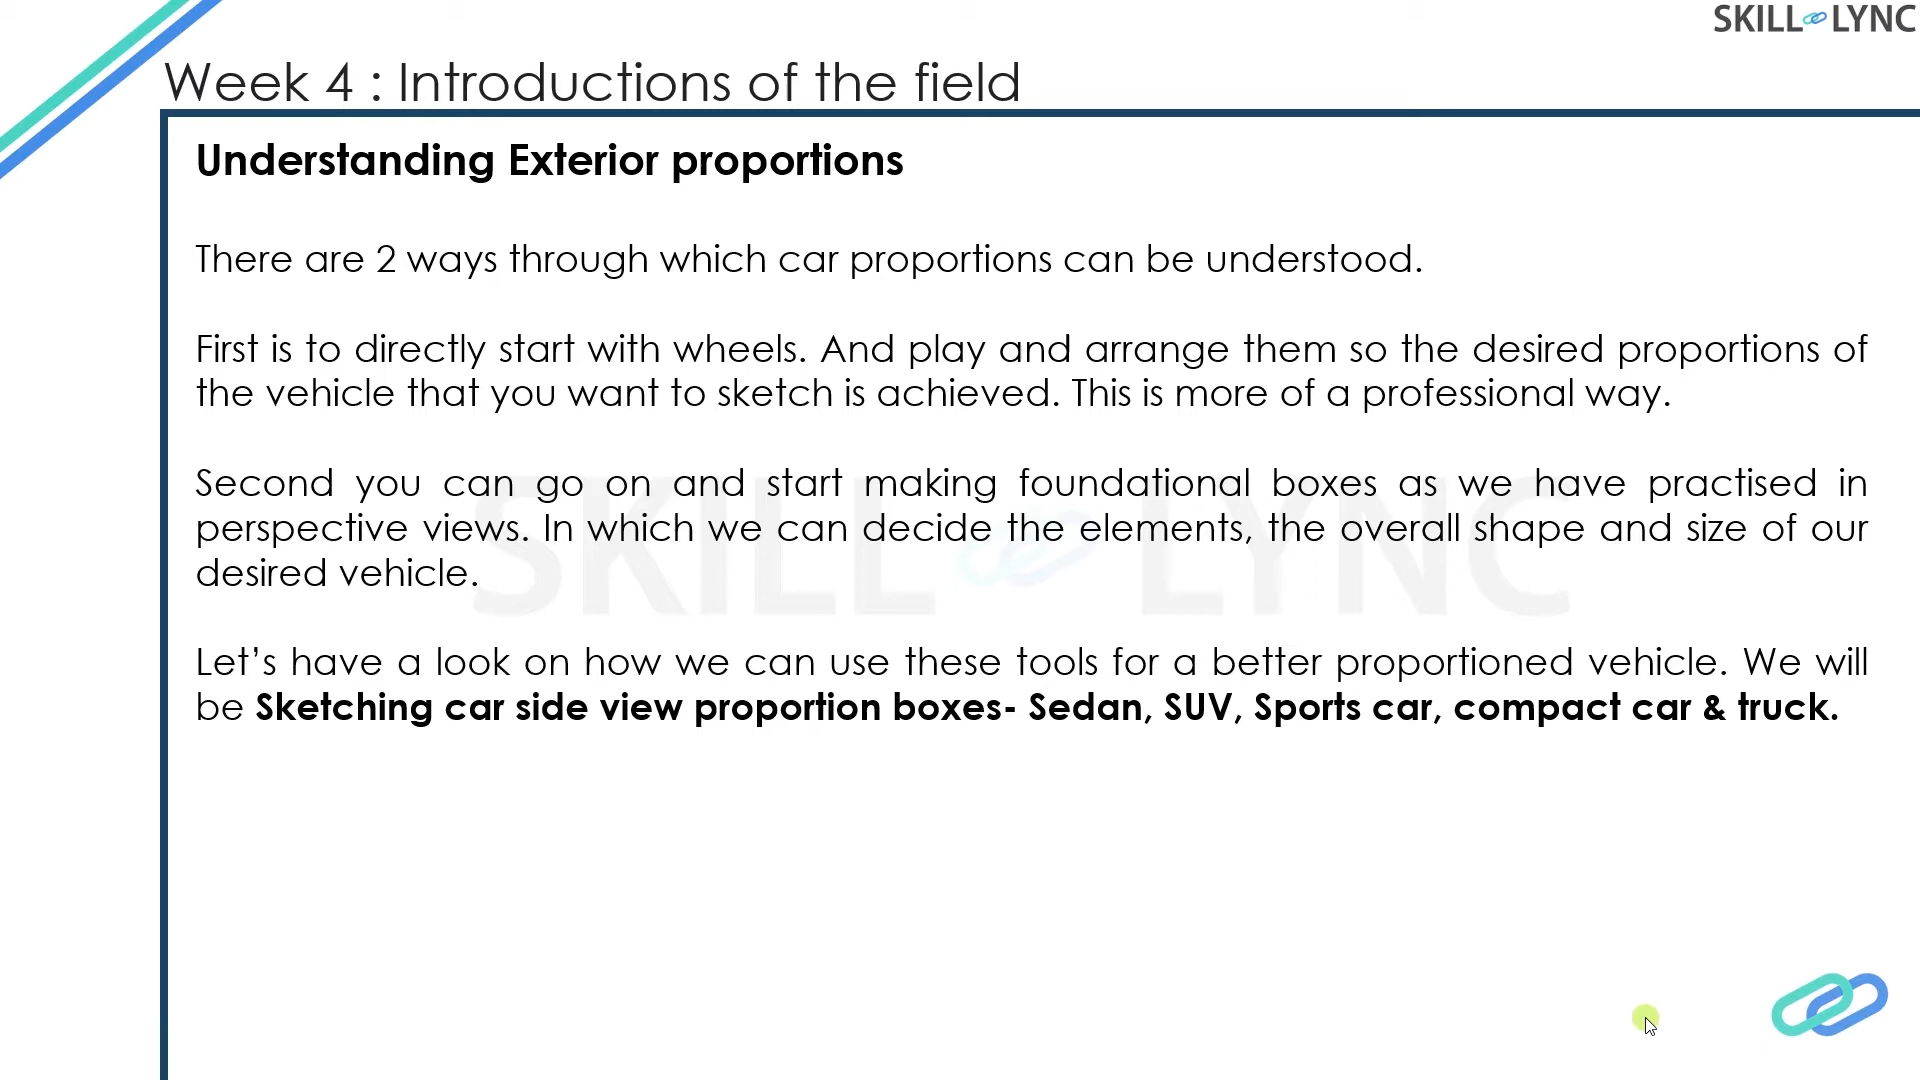 SKILL LYNC
Week 4 : Introductions of the field
Understanding Exterior proportions
There are 2 ways through which car proportions can be understood.
First is to directly start with wheels. And play and arrange them so the desired proportions of
the vehicle that you want to sketch is achieved. This is more of a professional way.
Second you can go on and start making foundational boxes as we have practised in
perspective views. In which we can decide the elements, the overall shape and size of our
desired vehicle.
SKILL LYNC
Let’s have a look on how we can use these tools for a better proportioned vehicle. We will
be Sketching car side view proportion boxes- Sedan, SUV, Sports car, compact car & truck.